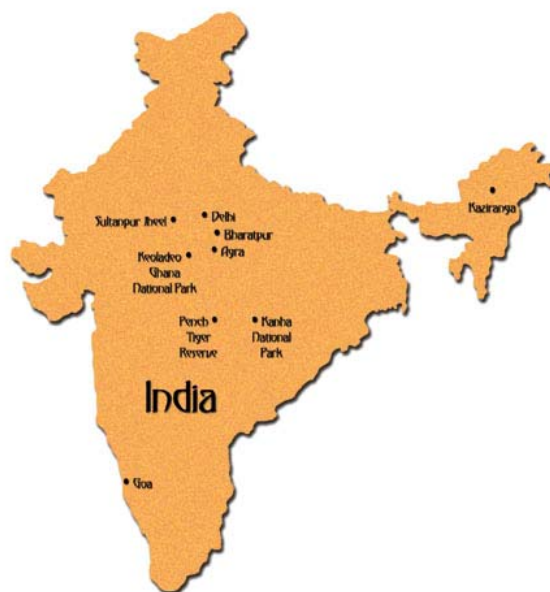 Delhi
Sultanpur Jheel
Bharatpur
Agra
Keoladeo
Ghana
National Park
Kaziranga
Pench
Tiger
Reserve
Kanha
National
Park
India
Goa